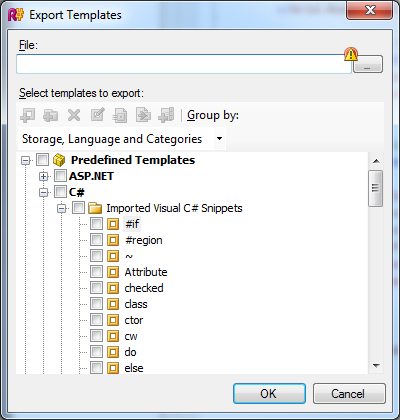 R# Export Templates
File:
...
Select templates to export:
Group by:
Storage, Language and Categories
Predefined Templates
ASP.NET
C#
Imported Visual C# Snippets
#if
#region
~
Attribute
checked
class
ctor
cw
do
else
OK
Cancel